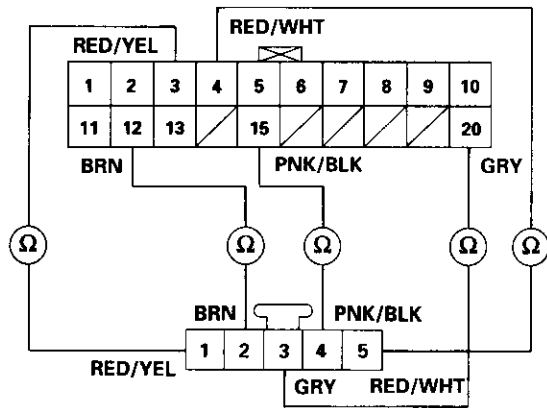 RED/WHT
RED/YEL
1 2 3 4 5 6 7 8 9 10
11 12 13 15 20
BRN PNK/BLK GRY
Ω Ω Ω Ω Ω
BRN PNK/BLK
1 2 3 4 5
RED/YEL GRY RED/WHT